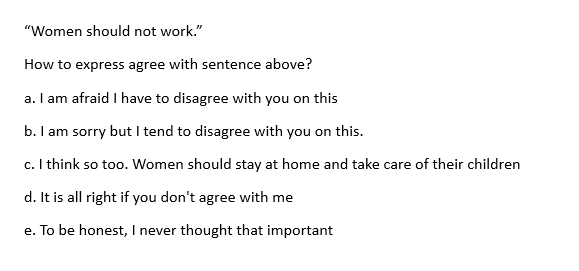 “Women should not work.”
How to express agree with sentence above?
a. I am afraid I have to disagree with you on this
b. I am sorry but I tend to disagree with you on this.
c. I think so too. Women should stay at home and take care of their children
d. It is all right if you don't agree with me
e. To be honest, I never thought that important